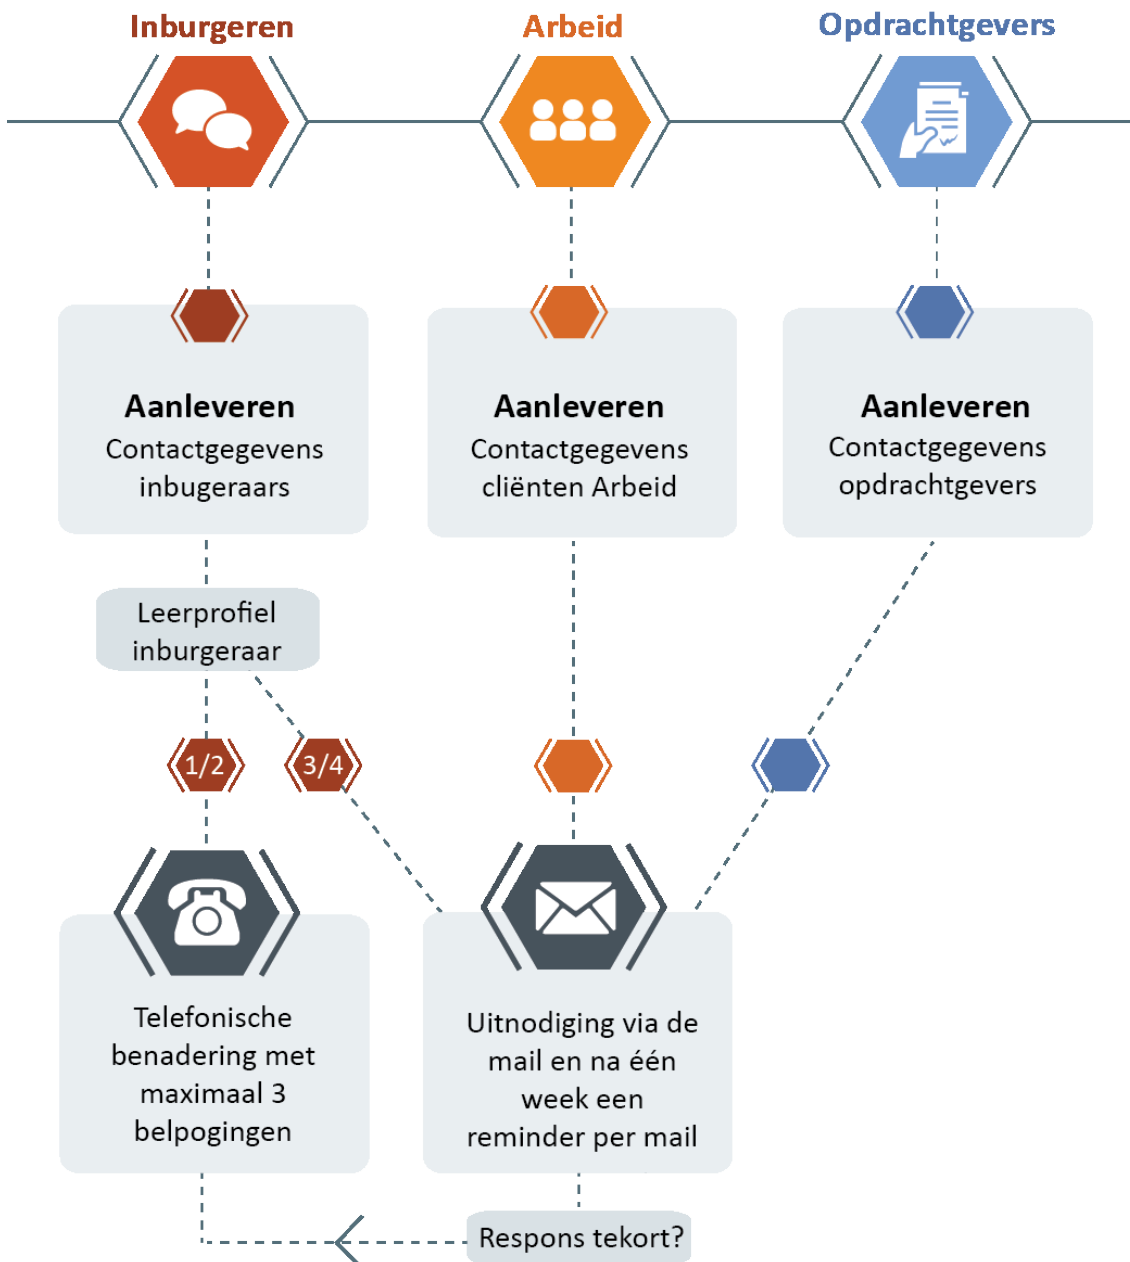 Inburgeren
Arbeid
Opdrachtgevers
Aanleveren
Contactgegevens
inbugeraars
Aanleveren
Contactgegevens
cliënten Arbeid
Aanleveren
Contactgegevens
opdrachtgevers
Leerprofiel
inburgeraar
1/2
3/4
Telefonische
benadering met
maximaal 3
belpogingen
Uitnodiging via de
mail en na één
week een
reminder per mail
Respons tekort?